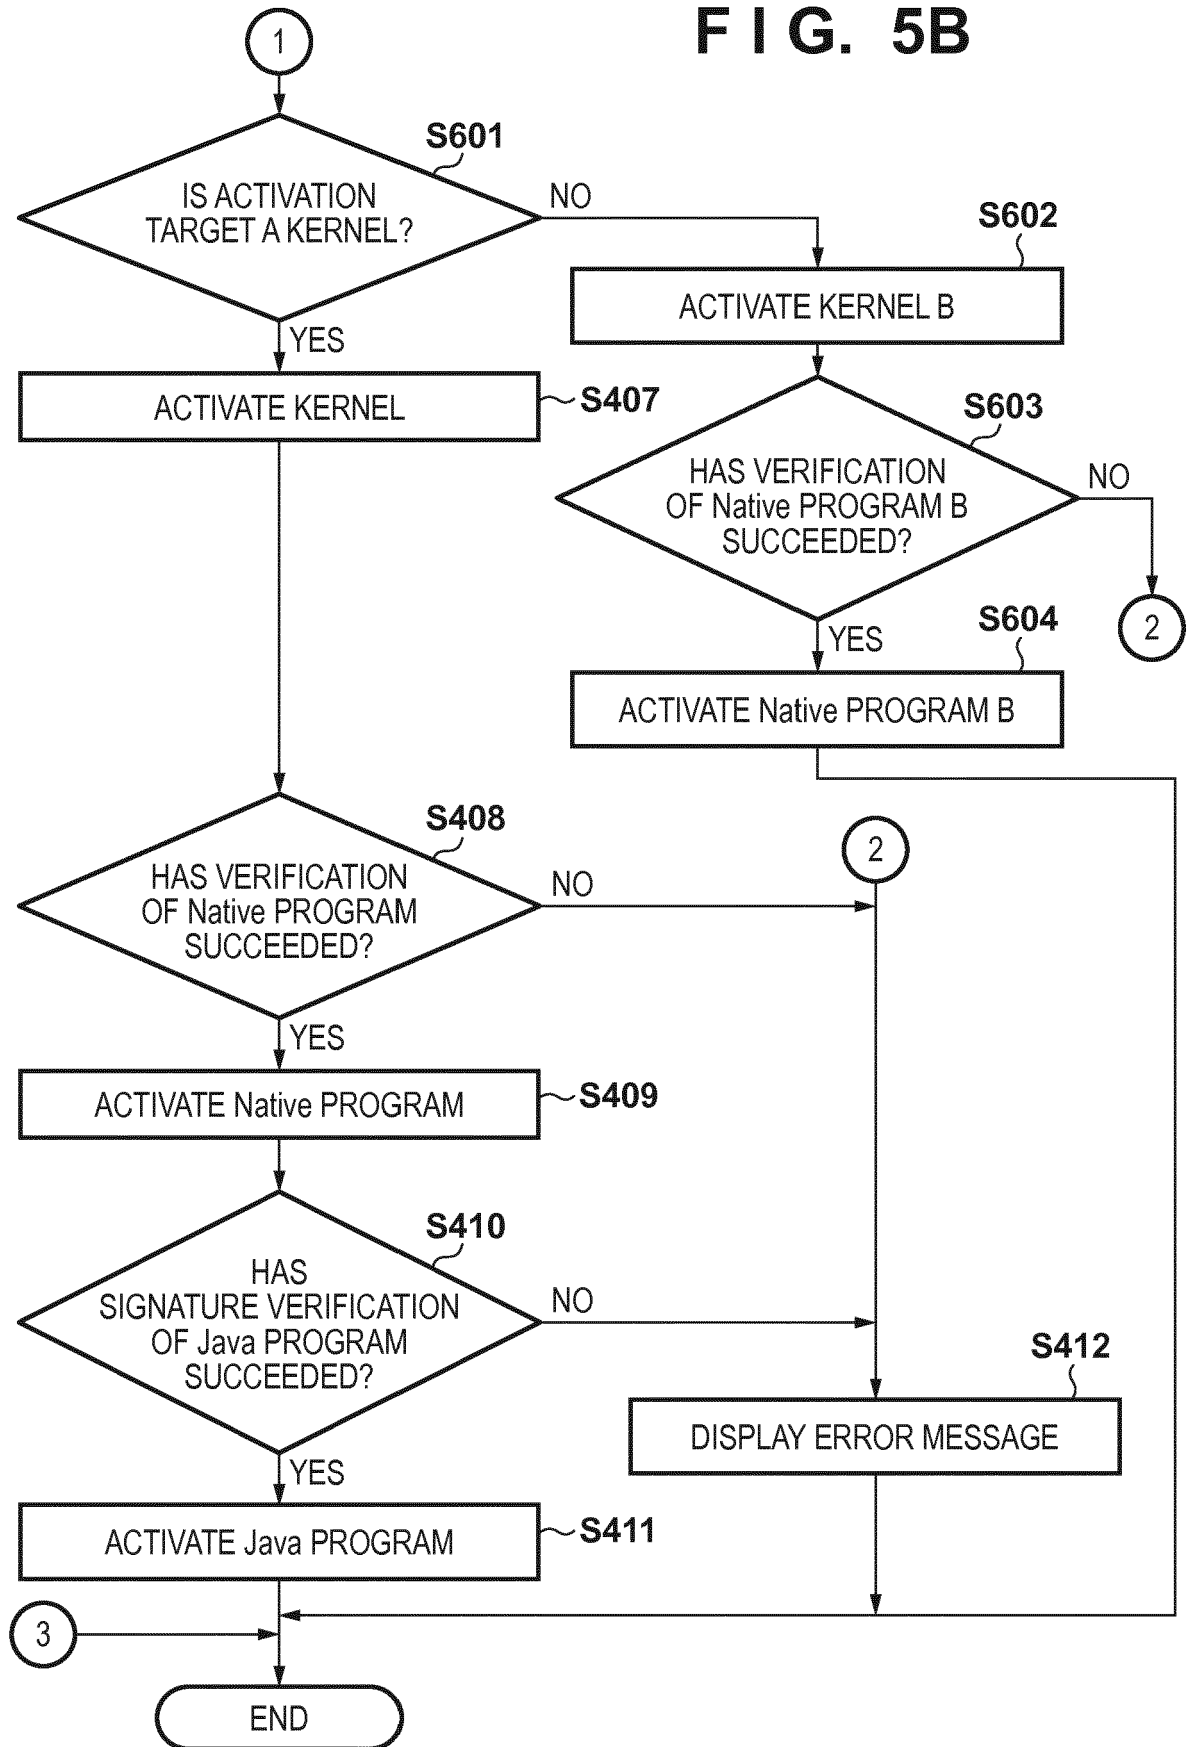 F I G. 5B
1
S601
IS ACTIVATION
TARGET A KERNEL?
NO
YES
S602
ACTIVATE KERNEL B
ACTIVATE KERNEL
S407
S603
HAS VERIFICATION
OF Native PROGRAM B
SUCCEEDED?
NO
2
YES
S604
ACTIVATE Native PROGRAM B
S408
HAS VERIFICATION
OF Native PROGRAM
SUCCEEDED?
NO
2
YES
ACTIVATE Native PROGRAM
S409
S410
HAS
SIGNATURE VERIFICATION
OF Java PROGRAM
SUCCEEDED?
NO
YES
S412
DISPLAY ERROR MESSAGE
ACTIVATE Java PROGRAM
S411
3
END